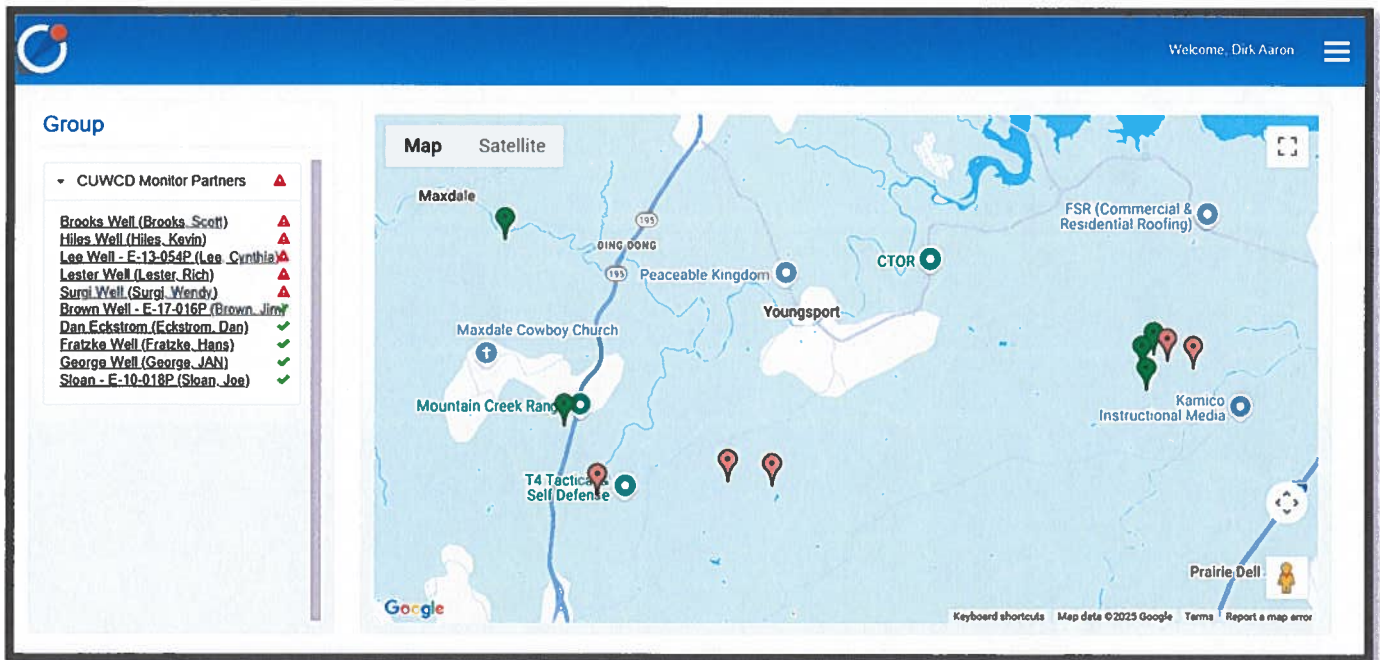 Welcome, Dirk Aaron
Group
CUWCD Monitor Partners
Brooks Well (Brooks, Scott)
Hiles Well (Hiles, Kevin)
Lee Well - E-13-054P (Lee, Cynthia)
Lester Well (Lester, Rich)
Surgi Well (Surgi, Wendy)
Brown Well - E-17-016P (Brown, Jim)
Dan Eckstrom (Eckstrom, Dan)
Fratzke Well (Fratzke, Hans)
George Well (George, JAN)
Sloan - E-10-018P (Sloan, Joe)
Map
Satellite
Maxdale
195
DING DONG
195
Peaceable Kingdom
CTOR
FSR (Commercial &
Residential Roofing)
Youngsport
Maxdale Cowboy Church
Mountain Creek Ran
Kamico
Instructional Media
T4 Tactical &
Self Defense
Prairie Dell
Google
Keyboard shortcuts
Map data ©2025 Google
Terms
Report a map error